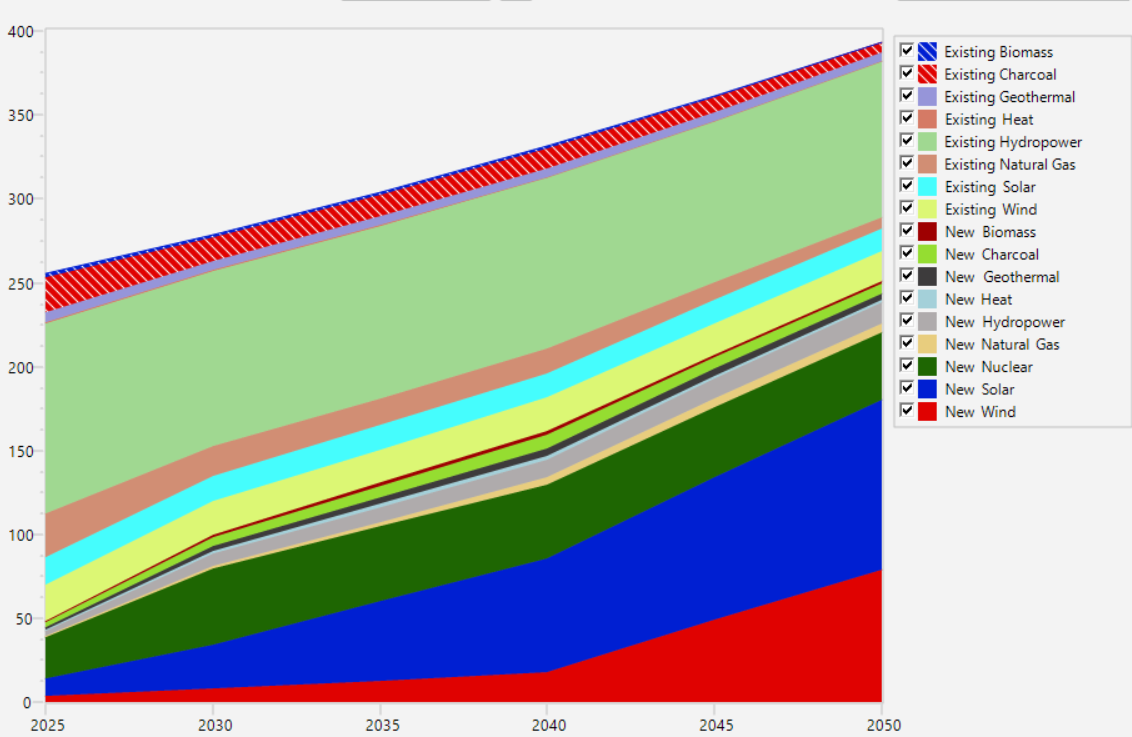 400
350
300
250
200
150
100
50
0
2025 2030 2035 2040 2045 2050
Existing Biomass
Existing Charcoal
Existing Geothermal
Existing Heat
Existing Hydropower
Existing Natural Gas
Existing Solar
Existing Wind
New Biomass
New Charcoal
New Geothermal
New Heat
New Hydropower
New Natural Gas
New Nuclear
New Solar
New Wind